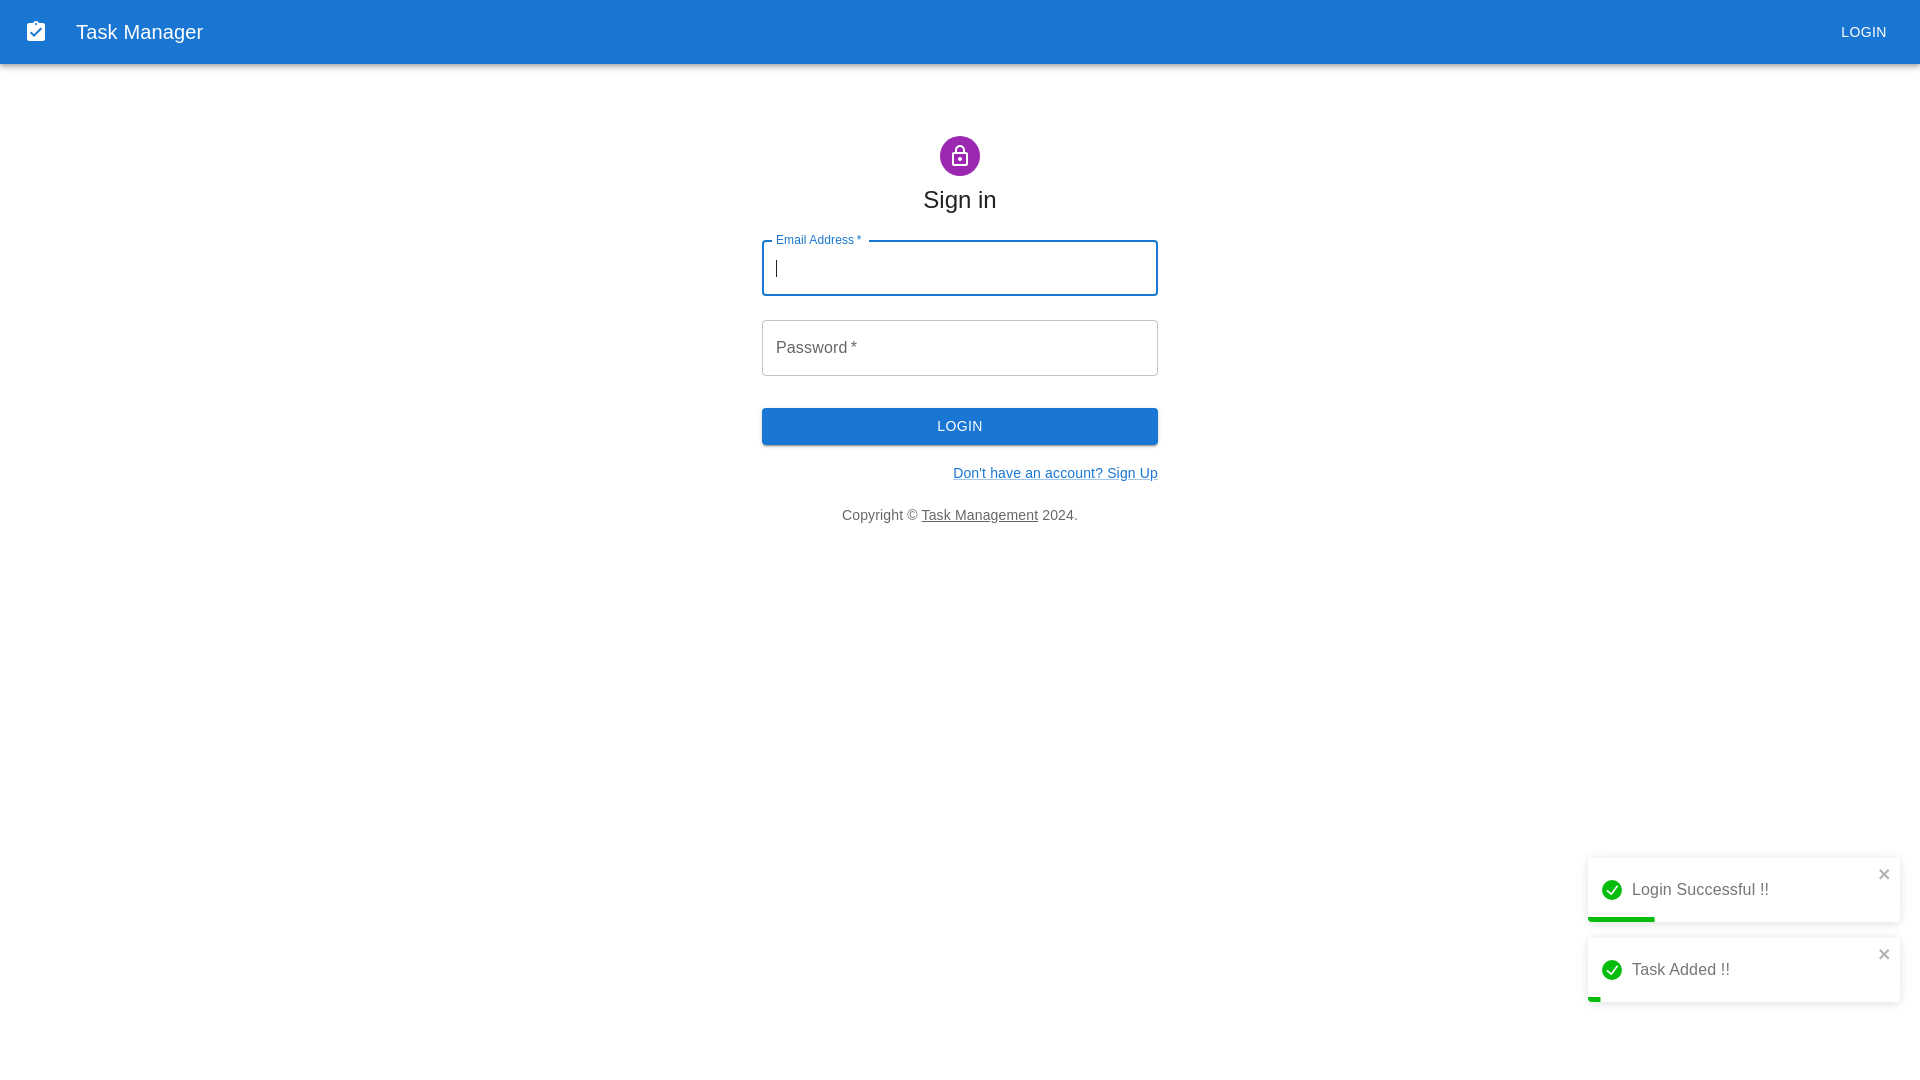 Task Manager
LOGIN
Sign in
Email Address *
Password *
LOGIN
Don't have an account? Sign Up
Copyright © Task Management 2024.
Login Successful !!
Task Added !!